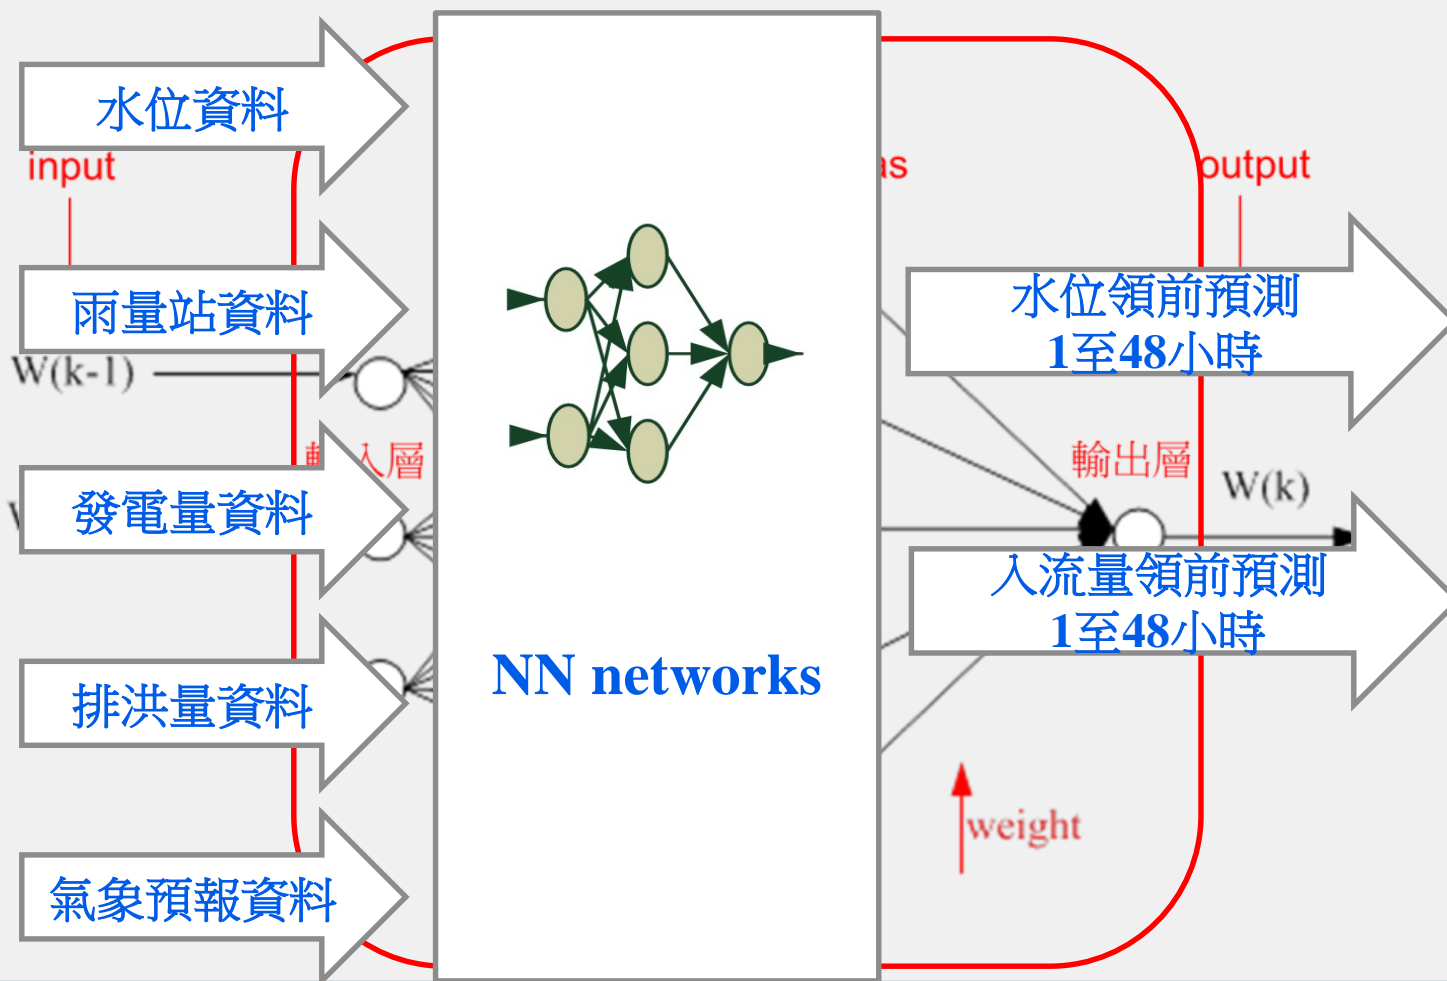 水位資料
input
雨量站資料
W(k-1)
入層
發電量資料
排洪量資料
氣象預報資料
NN networks
as
output
水位領前預測
1至48小時
輸出層
W(k)
入流量領前預測
1至48小時
weight